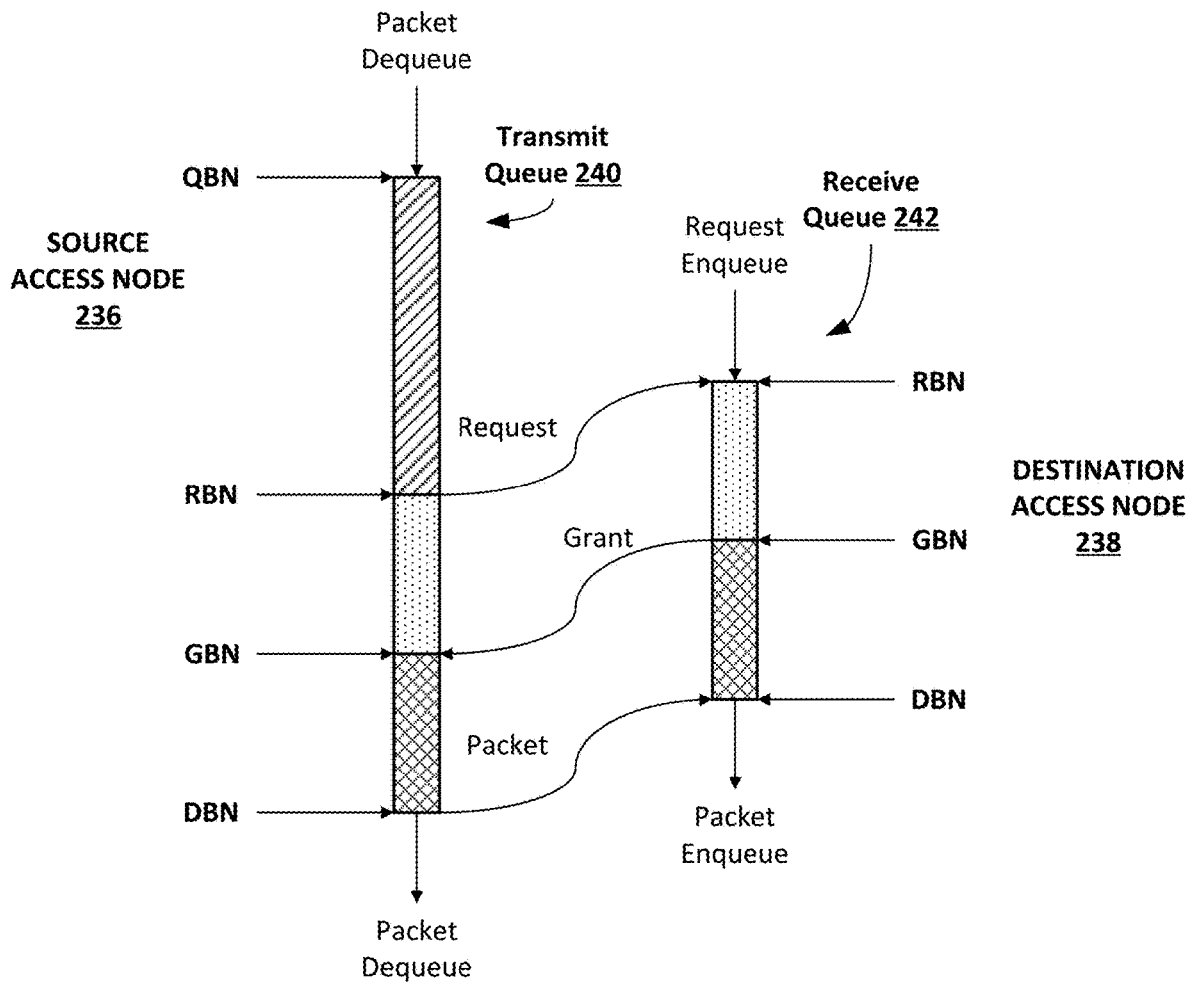 Packet
Dequeue
Transmit
Queue 240
QBN
Receive
Queue 242
Request
Enqueue
SOURCE
ACCESS NODE
236
RBN
Request
RBN
DESTINATION
ACCESS NODE
238
Grant
GBN
GBN
DBN
Packet
DBN
Packet
Enqueue
Packet
Dequeue